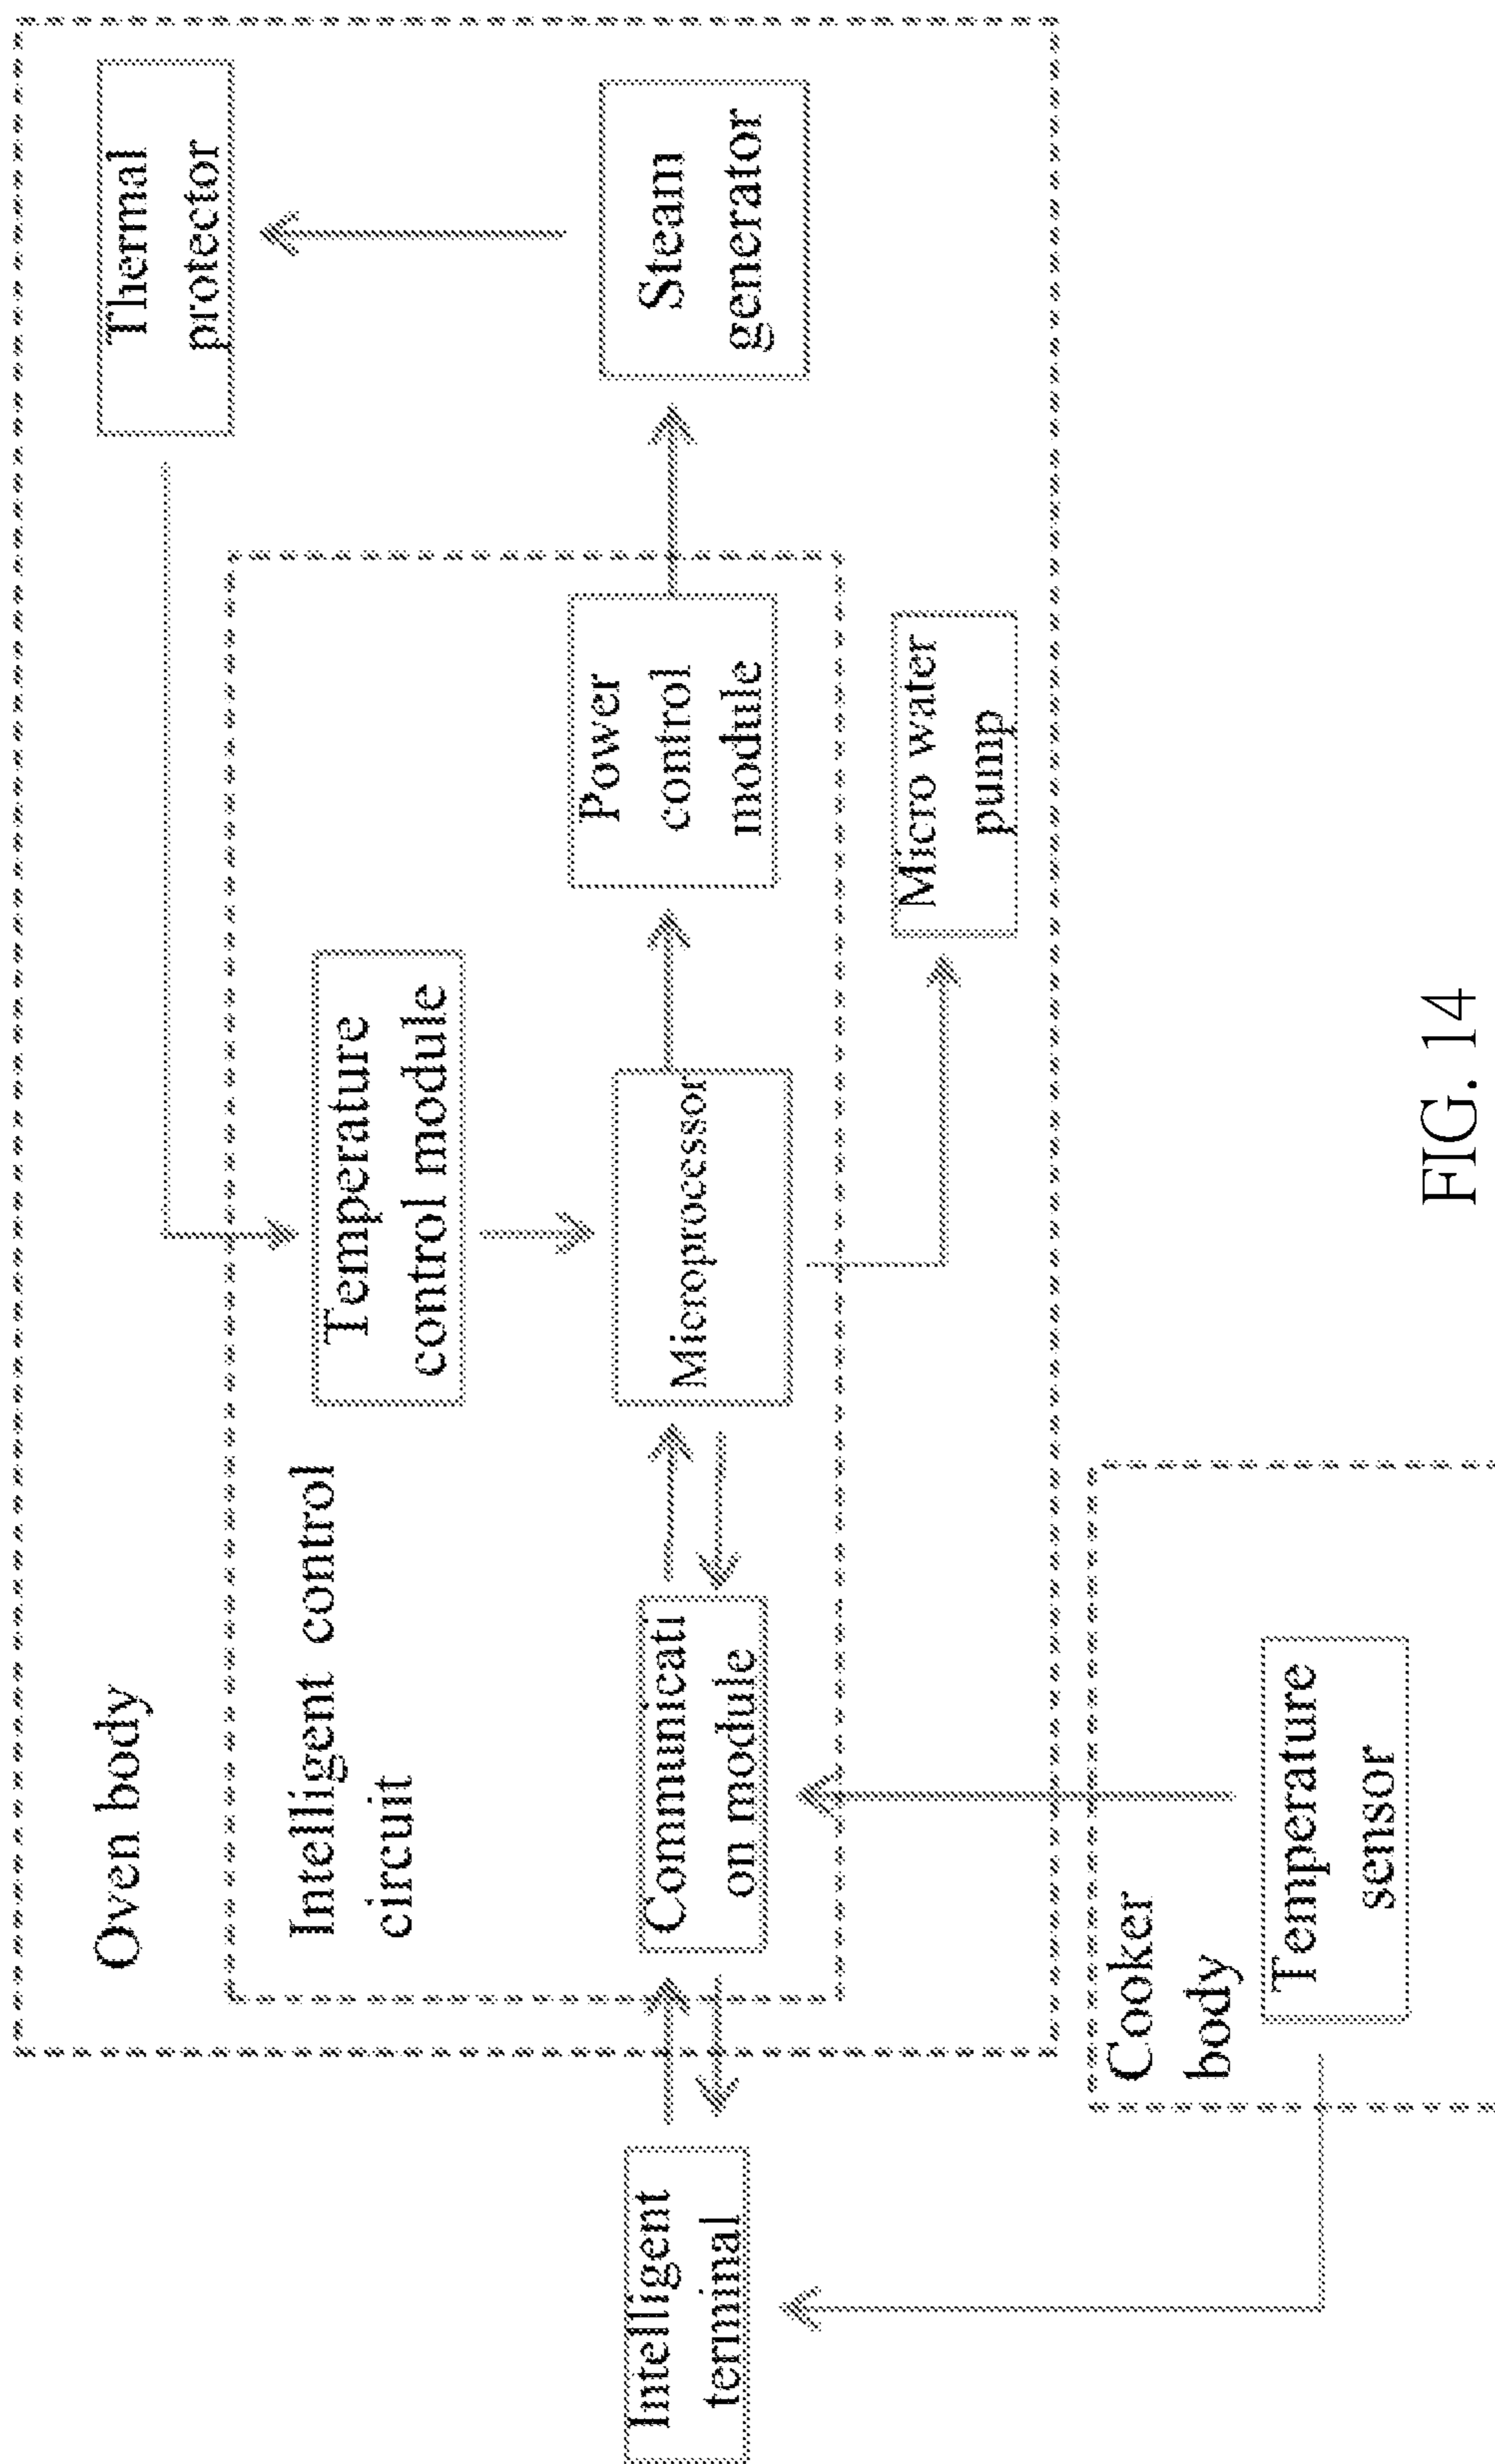 Oven body
Thermal
protector
Intelligent control
circuit
Temperature
control module
Intelligent
terminal
Communicati
on module
Microprocessor
Power
control
module
Steam
generator
Micro water
pump
Cooker
body
Temperature
sensor
FIG. 14